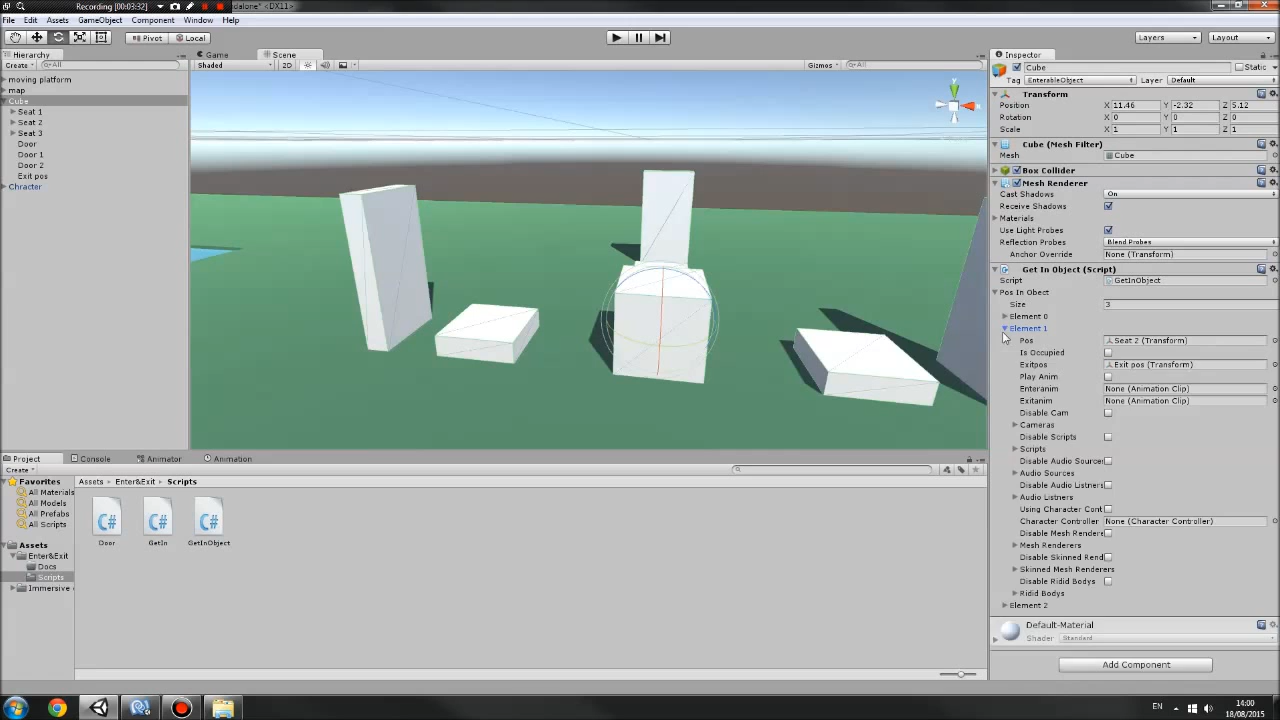 Recording [00:03:32]
ndalone* <DX11>
File Edit Assets GameObject Component Window Help
Pivot Local Layers Layout
Hierarchy
Create All
moving platform
map
Cube
Seat 1
Seat 2
Seat 3
Door
Door 1
Door 2
Exit pos
Chracter
Game Scene
Shaded 2D Gizmos All
Y
Inspector
Cube Static
Tag EnterableObject Layer Default
Transform
Position X 11.46 Y -2.32 Z 5.12
Rotation X 0 Y 0 Z 0
Scale X 1 Y 1 Z 1
Cube (Mesh Filter)
Mesh Cube
Box Collider
Mesh Renderer
Cast Shadows On
Receive Shadows
Materials
Use Light Probes
Reflection Probes Blend Probes
Anchor Override None (Transform)
Get In Object (Script)
Script GetInObject
Pos In Obect
Size 3
Element 0
Element 1
Pos Seat 2 (Transform)
Is Occupied
Exitpos Exit pos (Transform)
Play Anim
Enteranim None (Animation Clip)
Exitanim None (Animation Clip)
Disable Cam
Cameras
Disable Scripts
Scripts
Disable Audio Sources
Audio Sources
Disable Audio Listners
Audio Listners
Using Character Cont
Character Controller None (Character Controller)
Disable Mesh Rendere
Mesh Renderers
Disable Skinned Rend
Skinned Mesh Renderers
Disable Ridid Bodys
Ridid Bodys
Element 2
Default-Material
Shader Standard
Add Component
Project Console Animator Animation
Create
Favorites
All Materials
All Models
All Prefabs
All Scripts
Assets
Enter&Exit
Docs
Scripts
Immersive
Assets Enter&Exit Scripts
C# C# C#
Door GetIn GetInObject
EN 14:00
18/08/2015